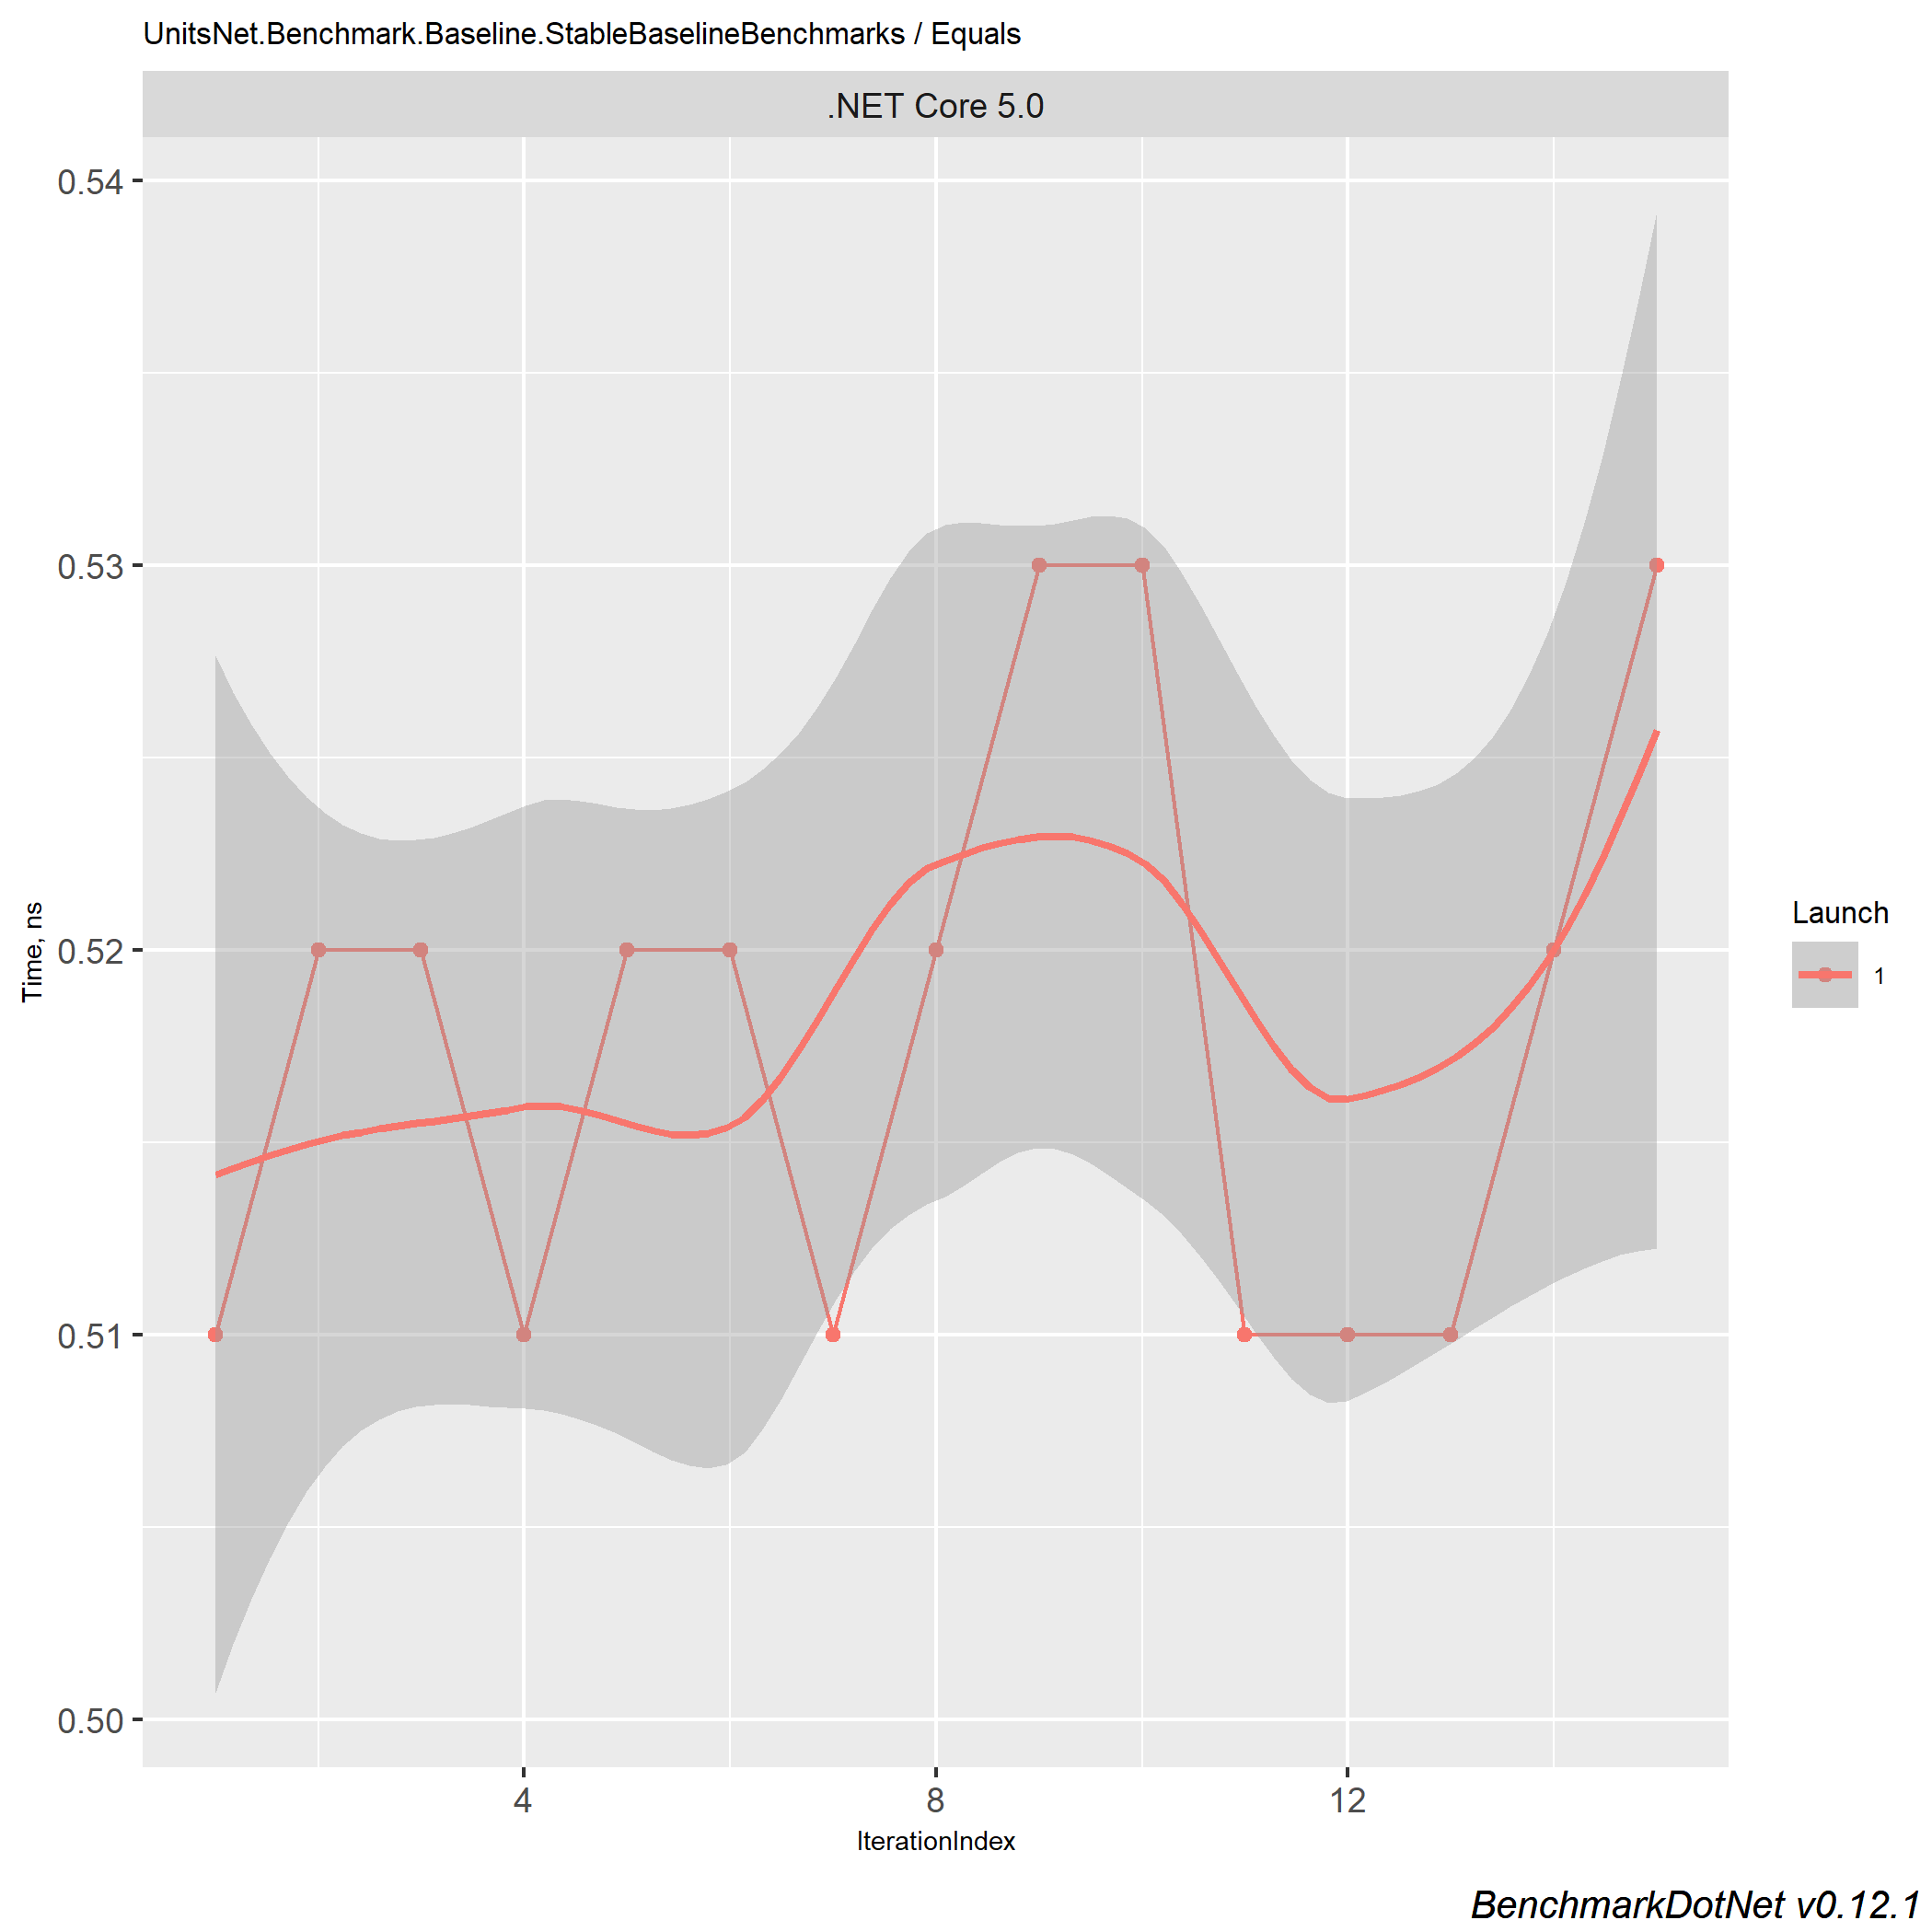 UnitsNet.Benchmark.Baseline.StableBaselineBenchmarks / Equals
.NET Core 5.0
0.54
0.53
0.52
0.51
0.50
Time, ns
4 8 12
IterationIndex
Launch
1
BenchmarkDotNet v0.12.1